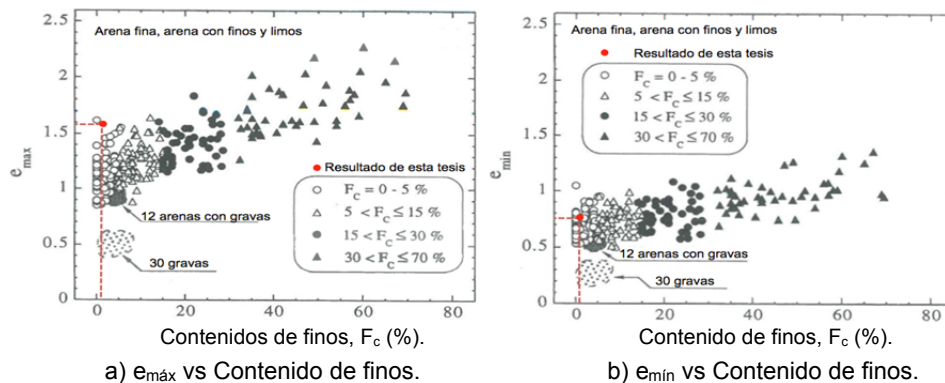 Arena fina, arena con finos y limos
2.5
2
1.5
1
0.5
0
e_max
Resultado de esta tesis
F_C = 0 - 5 %
5 < F_C ≤ 15 %
15 < F_C ≤ 30 %
30 < F_C ≤ 70 %
12 arenas con gravas
30 gravas
0 20 40 60 80
Contenidos de finos, F_c (%).
a) e_máx vs Contenido de finos.
Arena fina, arena con finos y limos
Resultado de esta tesis
F_C = 0 - 5 %
5 < F_C ≤ 15 %
15 < F_C ≤ 30 %
30 < F_C ≤ 70 %
2.5
2
1.5
1
0.5
0
e_min
12 arenas con gravas
30 gravas
0 20 40 60 80
Contenido de finos, F_c (%).
b) e_mín vs Contenido de finos.